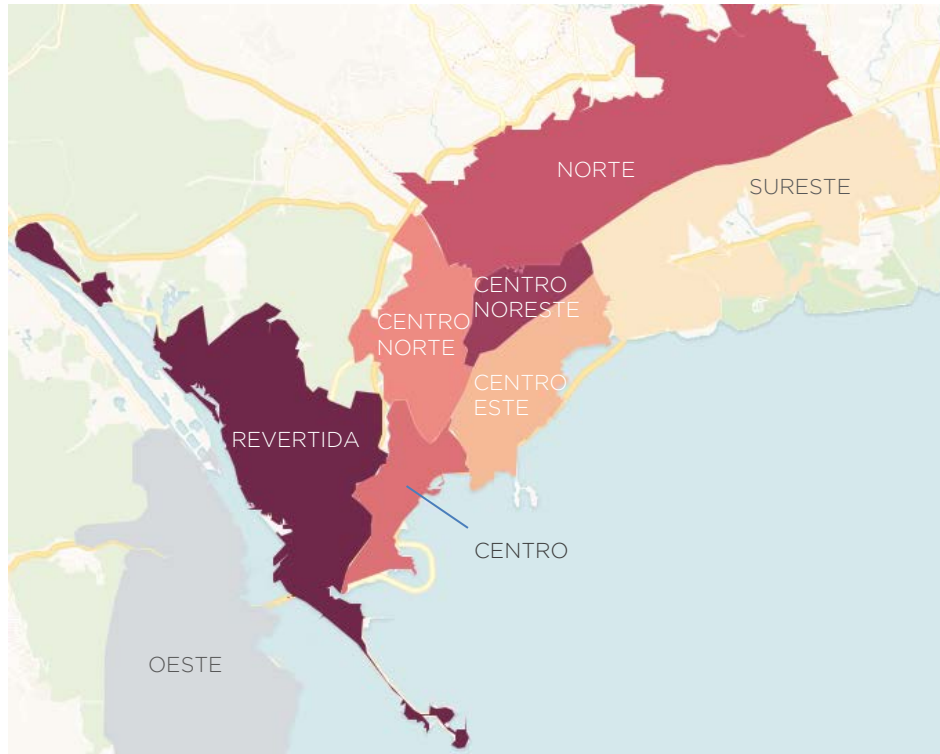 NORTE
SURESTE
CENTRO
NORESTE
CENTRO
NORTE
CENTRO
ESTE
REVERTIDA
CENTRO
OESTE